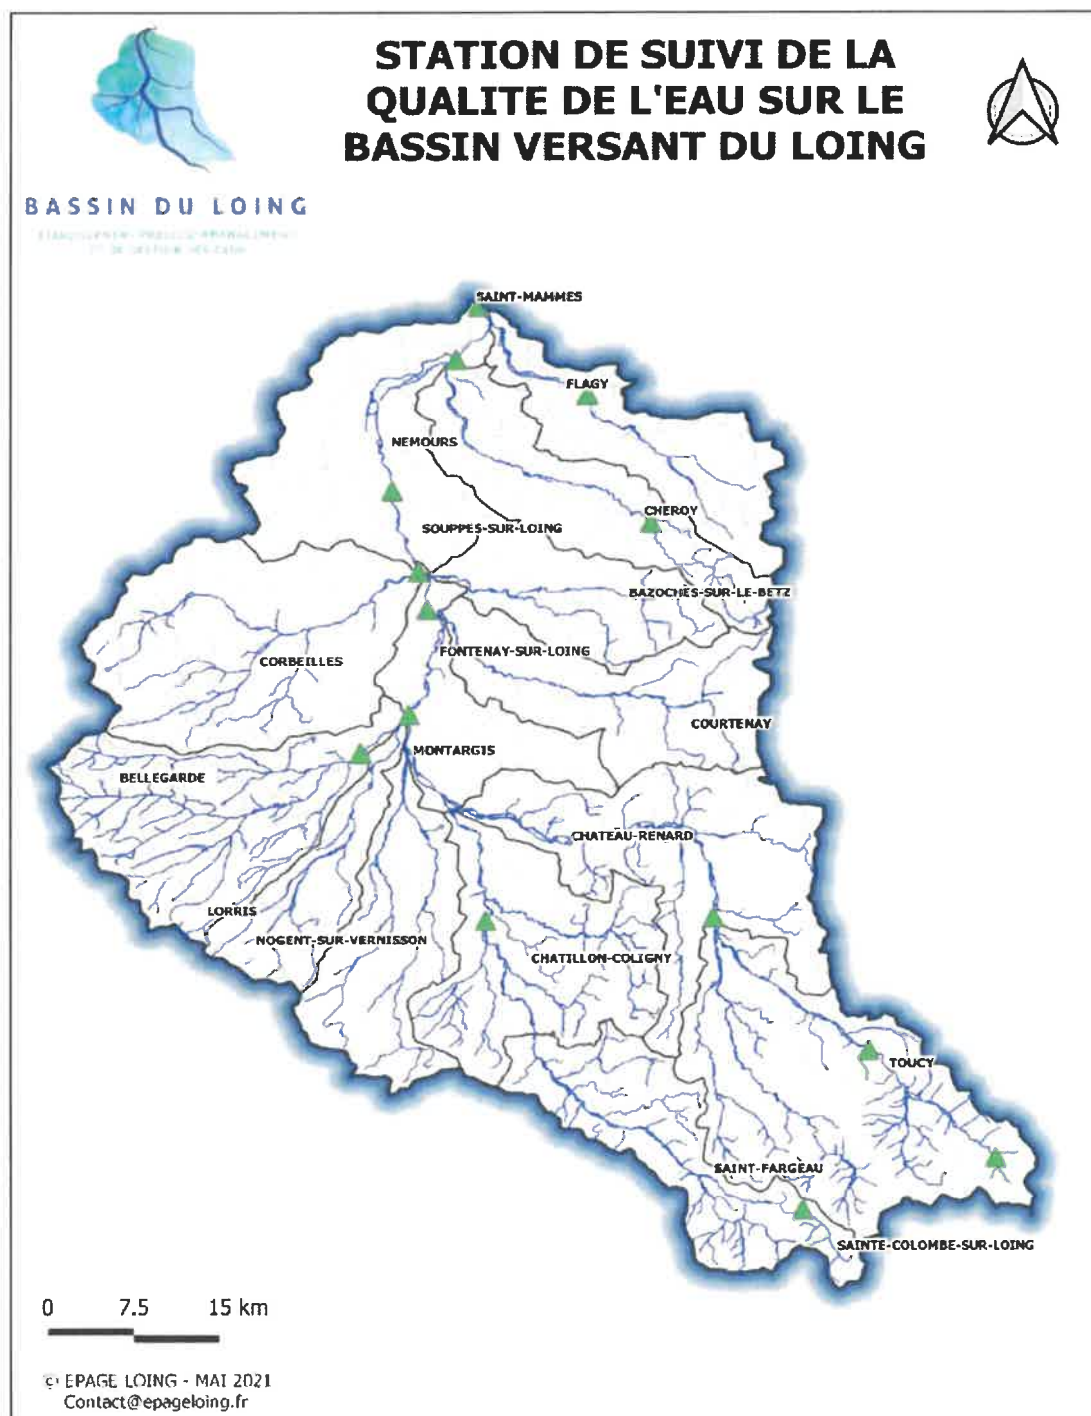 STATION DE SUIVI DE LA
QUALITE DE L'EAU SUR LE
BASSIN VERSANT DU LOING
BASSIN DU LOING
SAINT-MAMMES
FLAGY
NEMOURS
CHEROY
SOUPPES-SUR-LOING
BAZOCHES-SUR-LE-BETZ
FONTENAY-SUR-LOING
CORBEILLES
COURTENAY
MONTARGIS
BELLEGARDE
CHATEAU-RENARD
LORRIS
NOGENT-SUR-VERNISSON
CHATILLON-COLIGNY
TOUCY
SAINT-FARGEAU
SAINTE-COLOMBE-SUR-LOING
0 7.5 15 km
© EPAGE LOING - MAI 2021
Contact@epageloing.fr